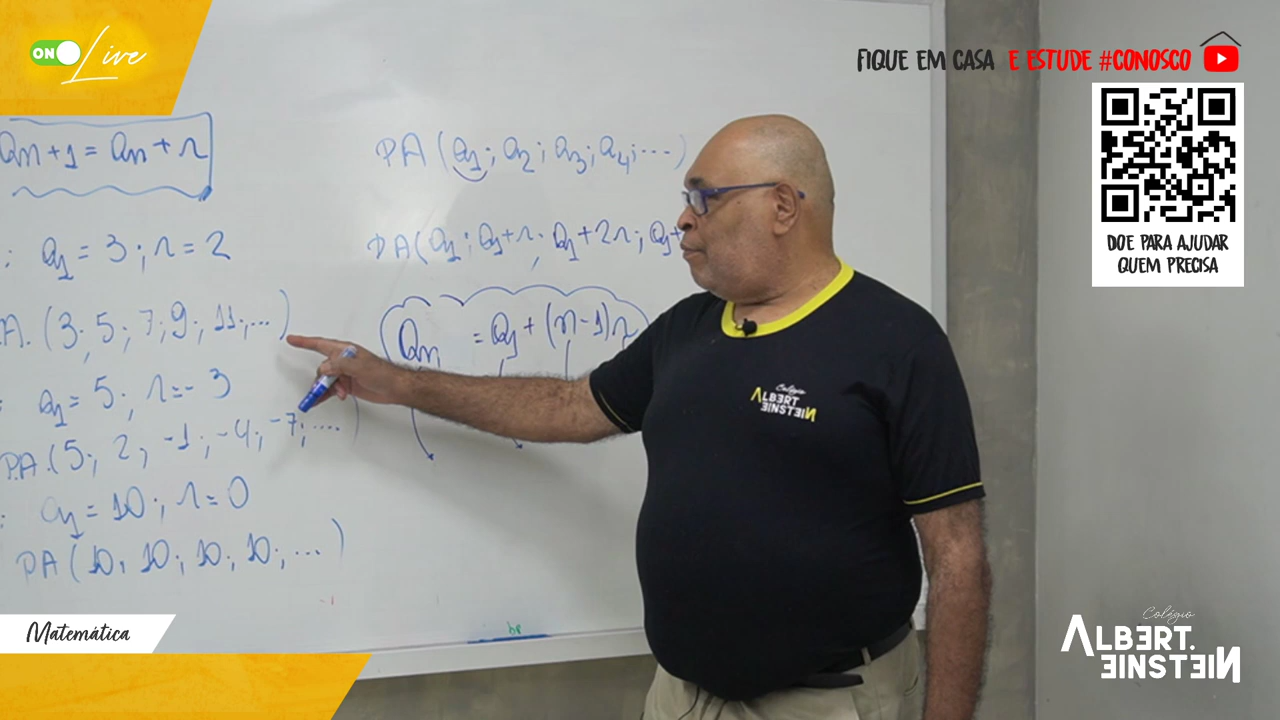 ON Live
FIQUE EM CASA E ESTUDE #CONOSCO
DOE PARA AJUDAR
QUEM PRECISA
an+1 = an + r
: a1 = 3; r = 2
A. (3; 5; 7; 9; 11; ...)
a1 = 5; r = -3
PA. (5; 2; -1; -4; -7; ....)
: a1 = 10; r = 0
PA (10; 10; 10; 10; ...)
PA (a1; a2; a3; a4; ...)
PA (a1; a1+r; a1+2r; a1+
an = a1 + (n-1)r
Colégio
ALBERT
EINSTEIN
Matemática
Colégio
ALBERT.
EINSTEIN